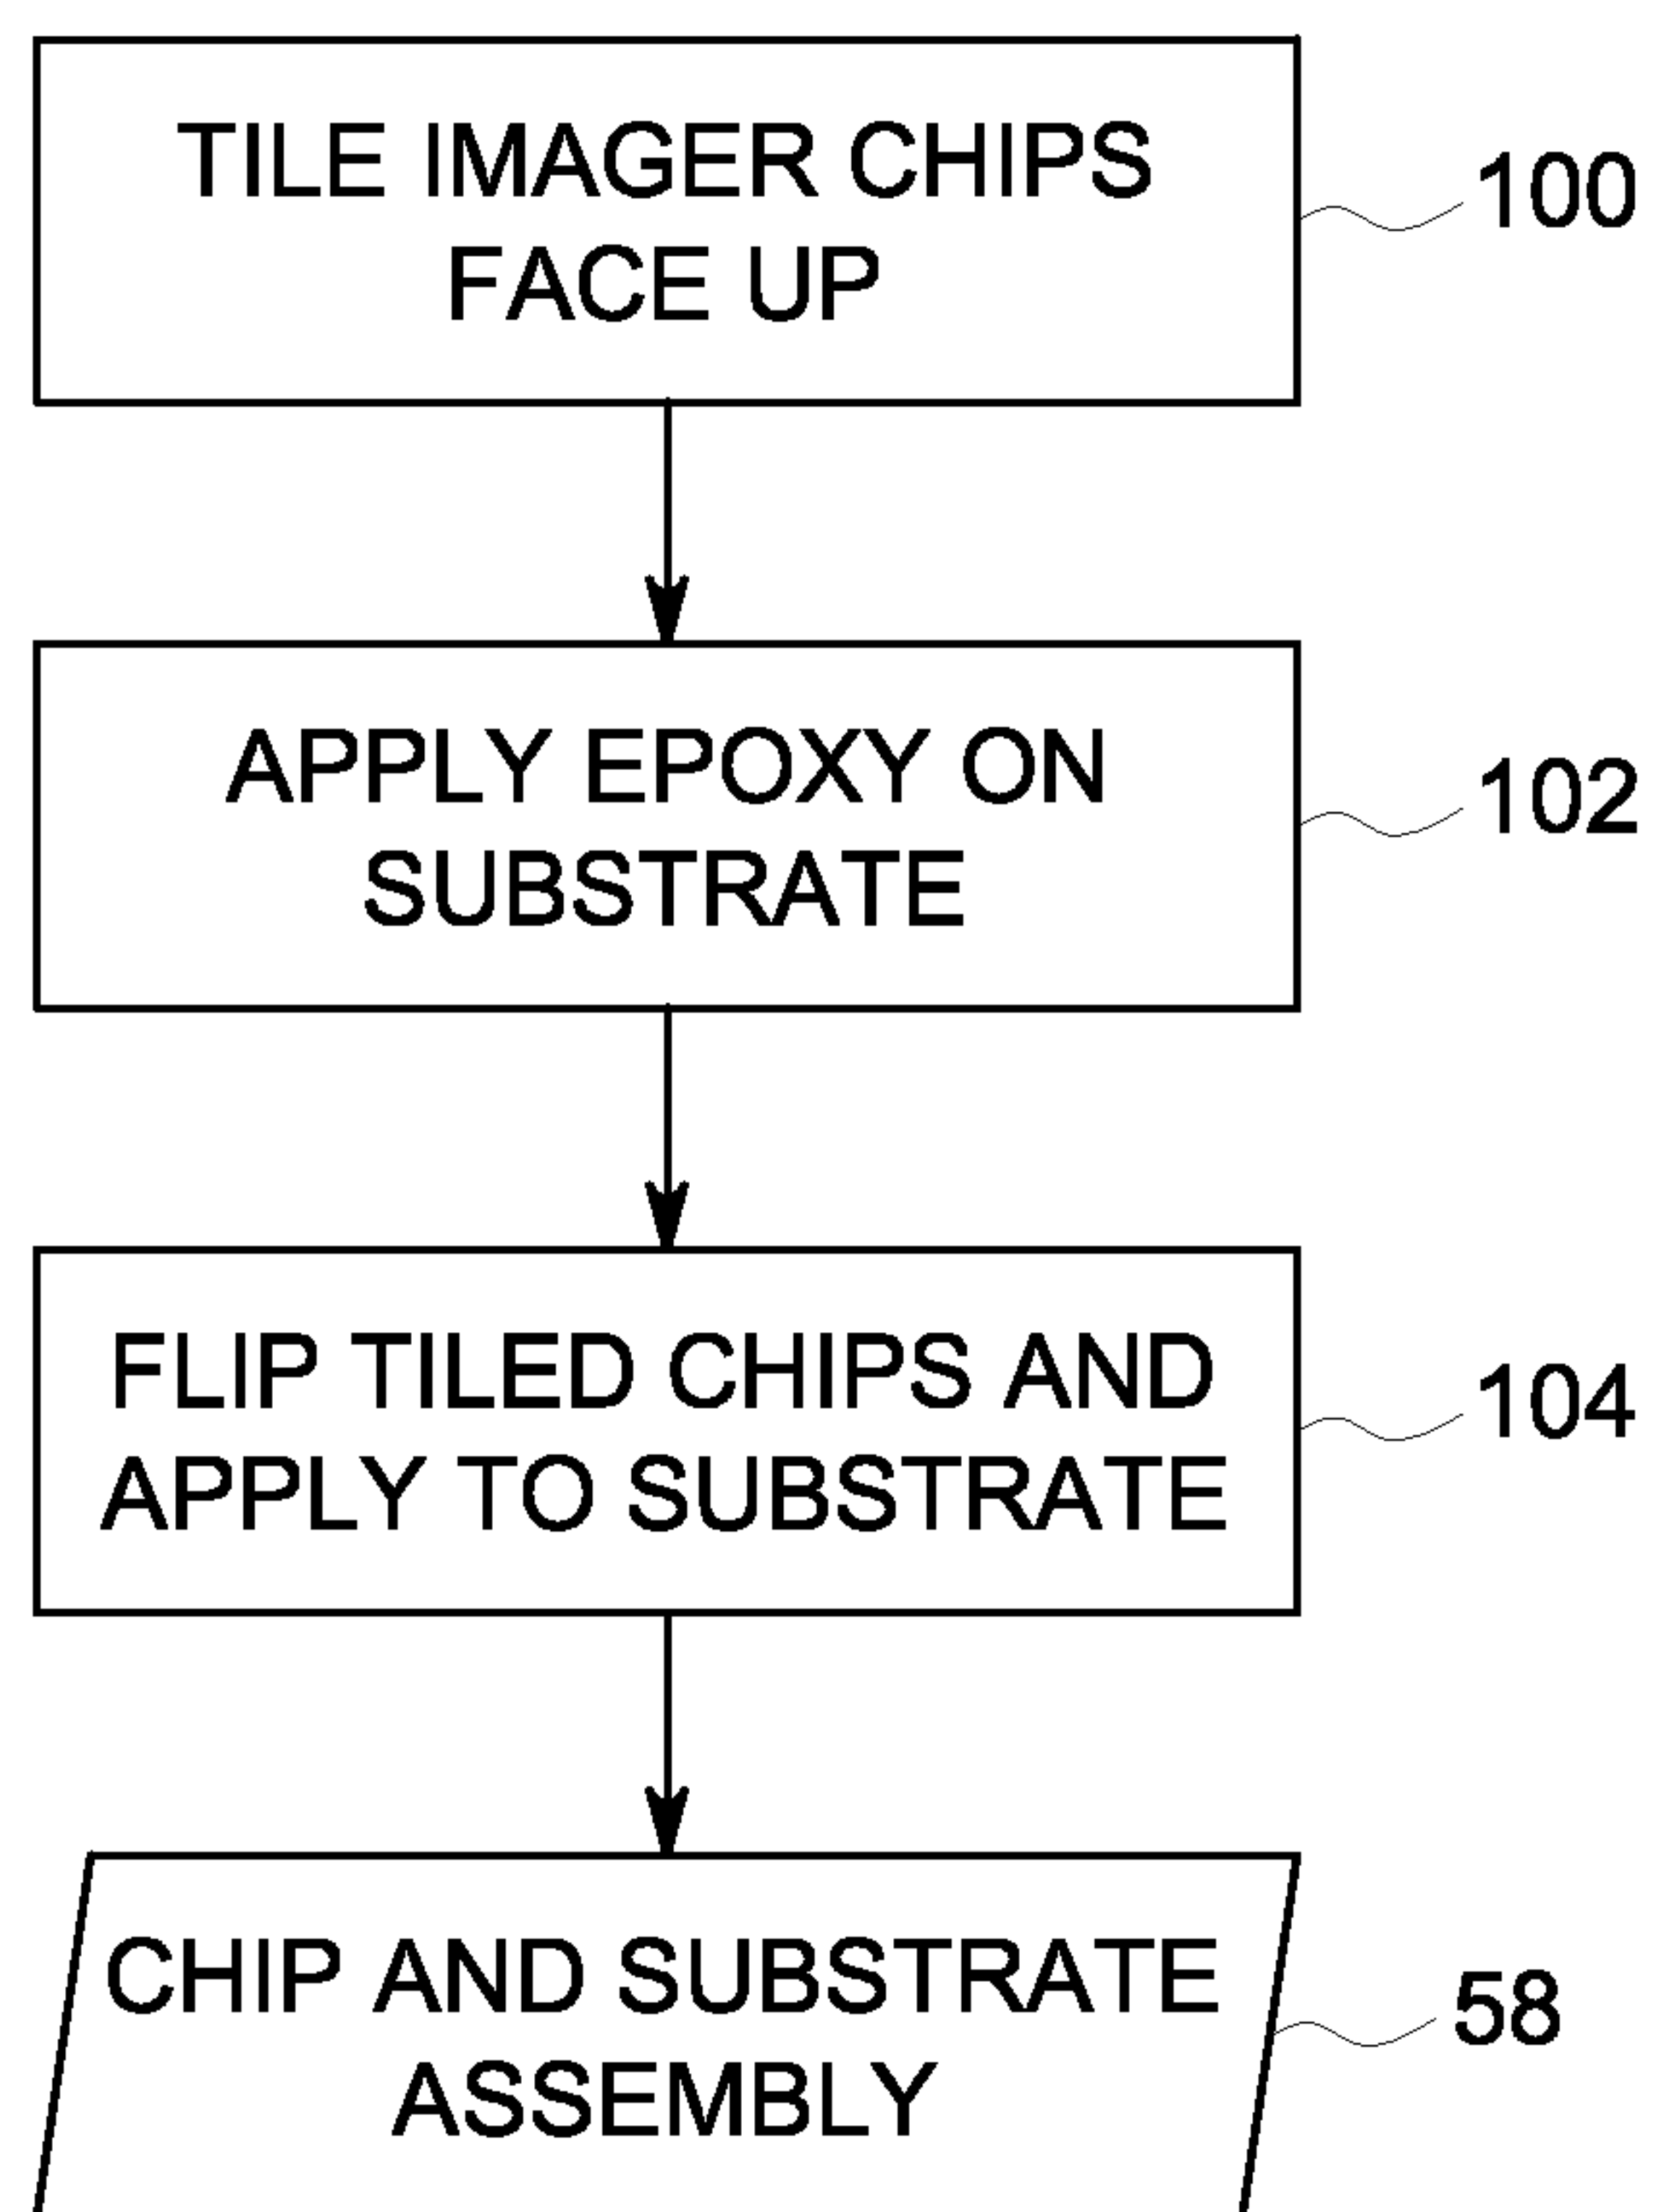 TILE IMAGER CHIPS
FACE UP
100
APPLY EPOXY ON
SUBSTRATE
102
FLIP TILED CHIPS AND
APPLY TO SUBSTRATE
104
CHIP AND SUBSTRATE
ASSEMBLY
58